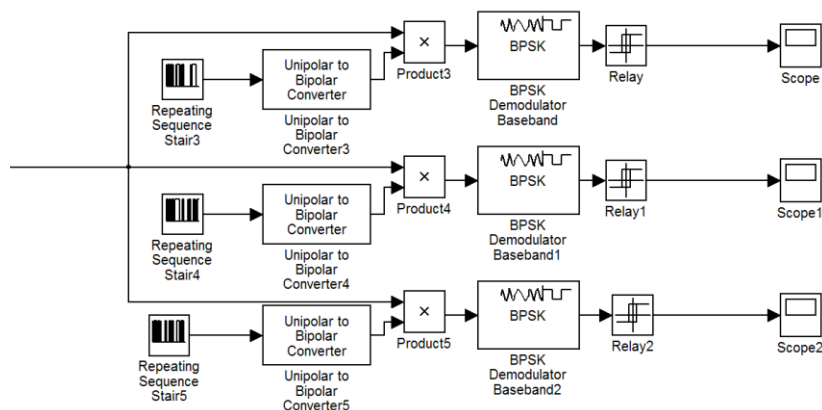 Unipolar to
Bipolar
Converter
×
Product3
BPSK
BPSK
Demodulator
Baseband
Relay
Scope
Repeating
Sequence
Stair3
Unipolar to
Bipolar
Converter3
Unipolar to
Bipolar
Converter
×
Product4
BPSK
BPSK
Demodulator
Baseband1
Relay1
Scope1
Repeating
Sequence
Stair4
Unipolar to
Bipolar
Converter4
Unipolar to
Bipolar
Converter
×
Product5
BPSK
BPSK
Demodulator
Baseband2
Relay2
Scope2
Repeating
Sequence
Stair5
Unipolar to
Bipolar
Converter5